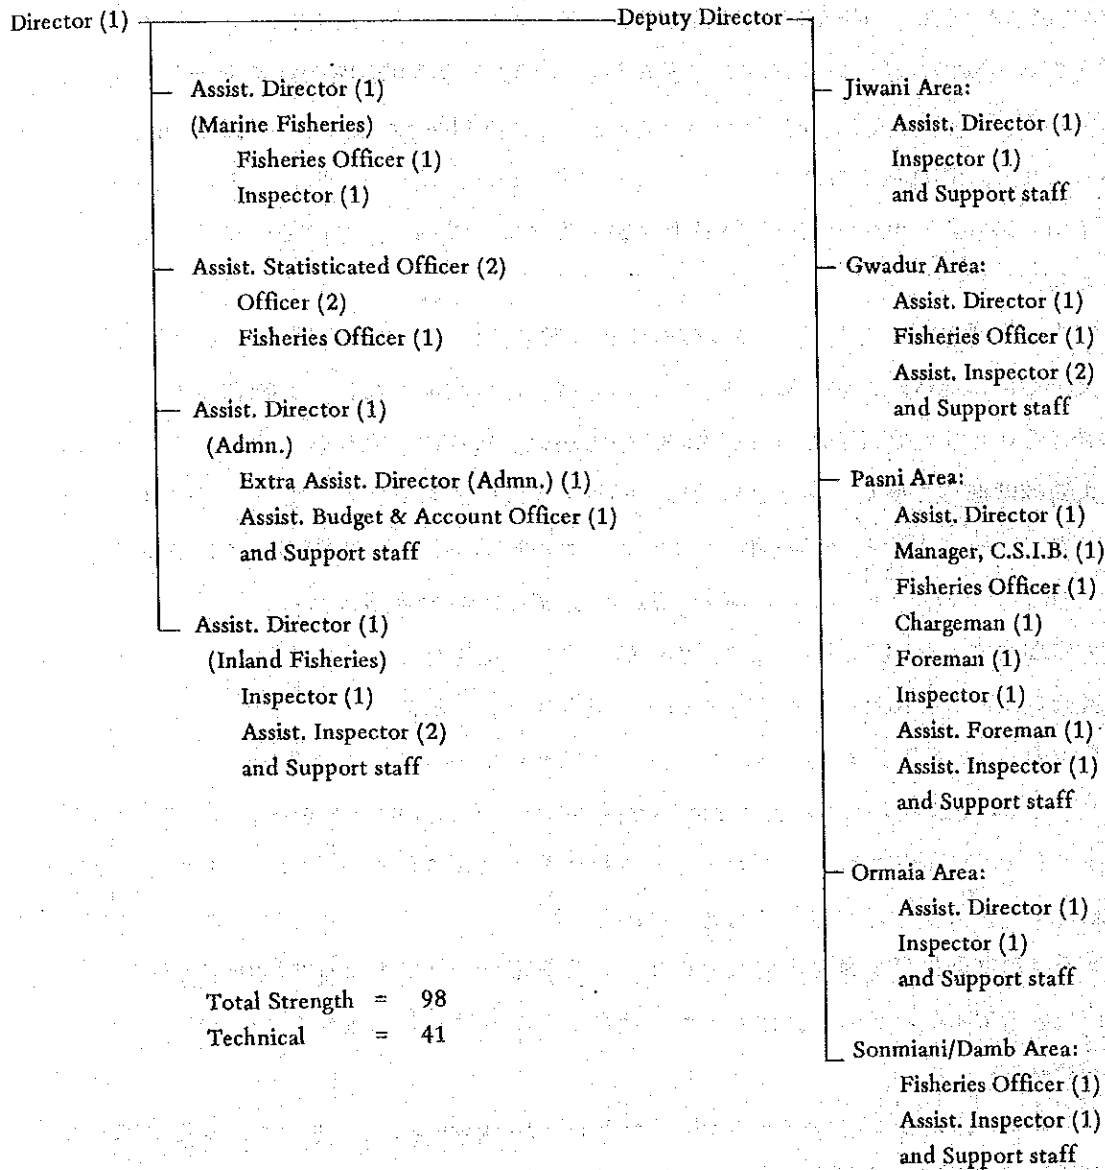 Director (1)
Deputy Director
Assist. Director (1)
(Marine Fisheries)
Fisheries Officer (1)
Inspector (1)
Assist. Statisticated Officer (2)
Officer (2)
Fisheries Officer (1)
Assist. Director (1)
(Admn.)
Extra Assist. Director (Admn.) (1)
Assist. Budget & Account Officer (1)
and Support staff
Assist. Director (1)
(Inland Fisheries)
Inspector (1)
Assist. Inspector (2)
and Support staff
Total Strength = 98
Technical = 41
Jiwani Area:
Assist. Director (1)
Inspector (1)
and Support staff
Gwadur Area:
Assist. Director (1)
Fisheries Officer (1)
Assist. Inspector (2)
and Support staff
Pasni Area:
Assist. Director (1)
Manager, C.S.I.B. (1)
Fisheries Officer (1)
Chargeman (1)
Foreman (1)
Inspector (1)
Assist. Foreman (1)
Assist. Inspector (1)
and Support staff
Ormaia Area:
Assist. Director (1)
Inspector (1)
and Support staff
Sonmiani/Damb Area:
Fisheries Officer (1)
Assist. Inspector (1)
and Support staff